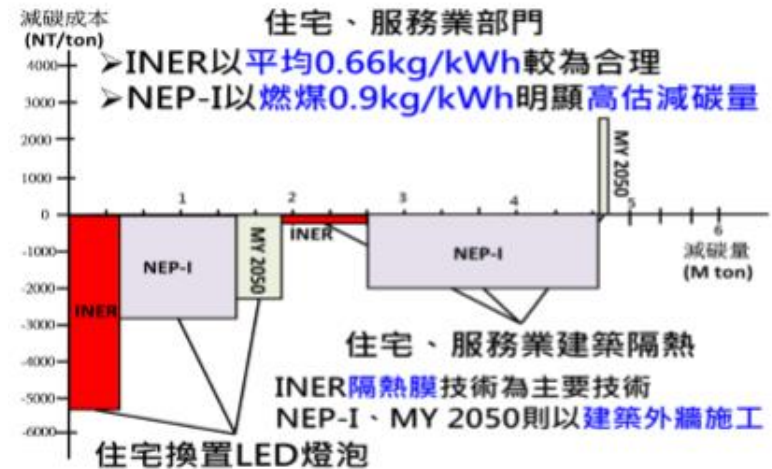 減碳成本
(NT/ton)
住宅、服務業部門
➢INER以平均0.66kg/kWh較為合理
➢NEP-I以燃煤0.9kg/kWh明顯高估減碳量
4000
3000
2000
1000
0
-1000
-2000
-3000
-4000
-5000
-6000
1
2
3
4
5
6
MY 2050
減碳量
(M ton)
INER
NEP-I
MY 2050
INER
NEP-I
住宅、服務業建築隔熱
INER隔熱膜技術為主要技術
NEP-I、MY 2050則以建築外牆施工
住宅換置LED燈泡